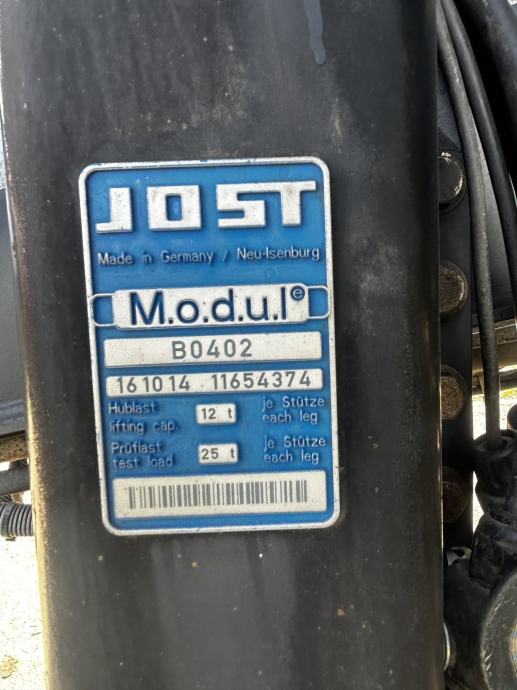 JOST
Made in Germany / Neu-Isenburg
M.o.d.u.l e
B0402
161014 11654374
Hublast 12 t je Stütze
lifting cap. each leg
Prüflast 25 t je Stütze
test load each leg